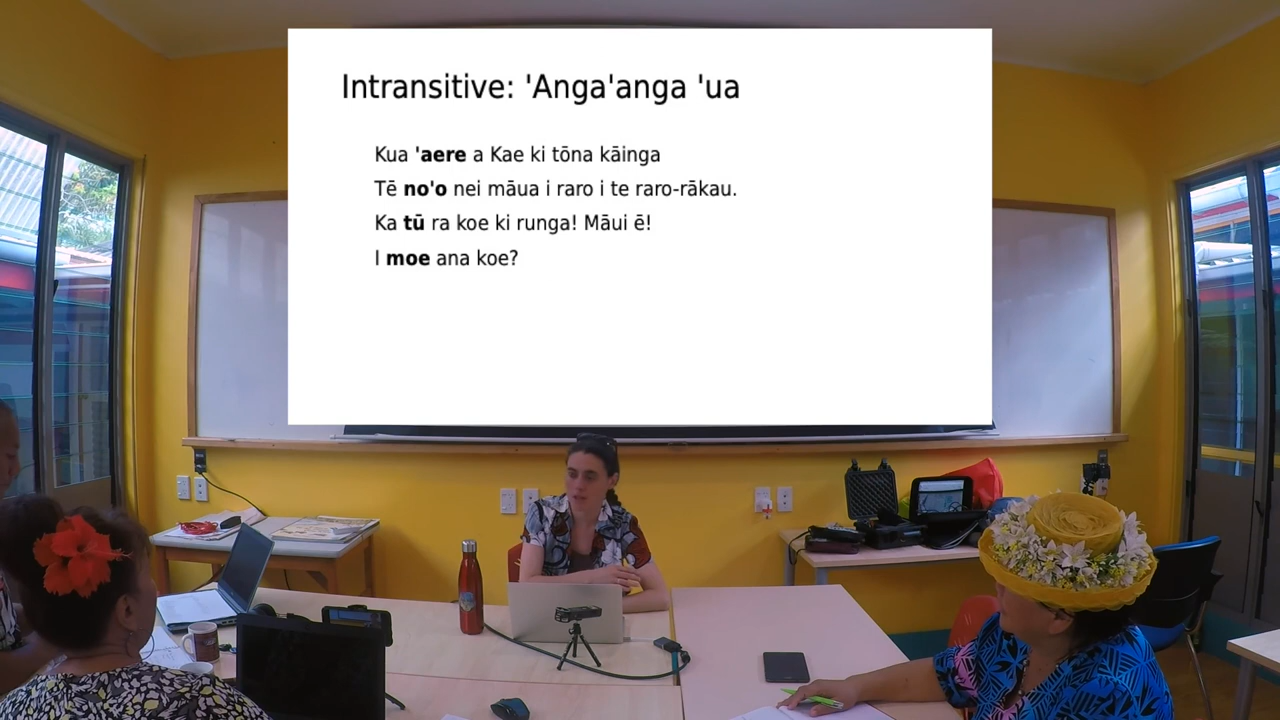 Intransitive: 'Anga'anga 'ua
Kua 'aere a Kae ki tōna kāinga
Tē no'o nei māua i raro i te raro-rākau.
Ka tū ra koe ki runga! Māui ē!
I moe ana koe?